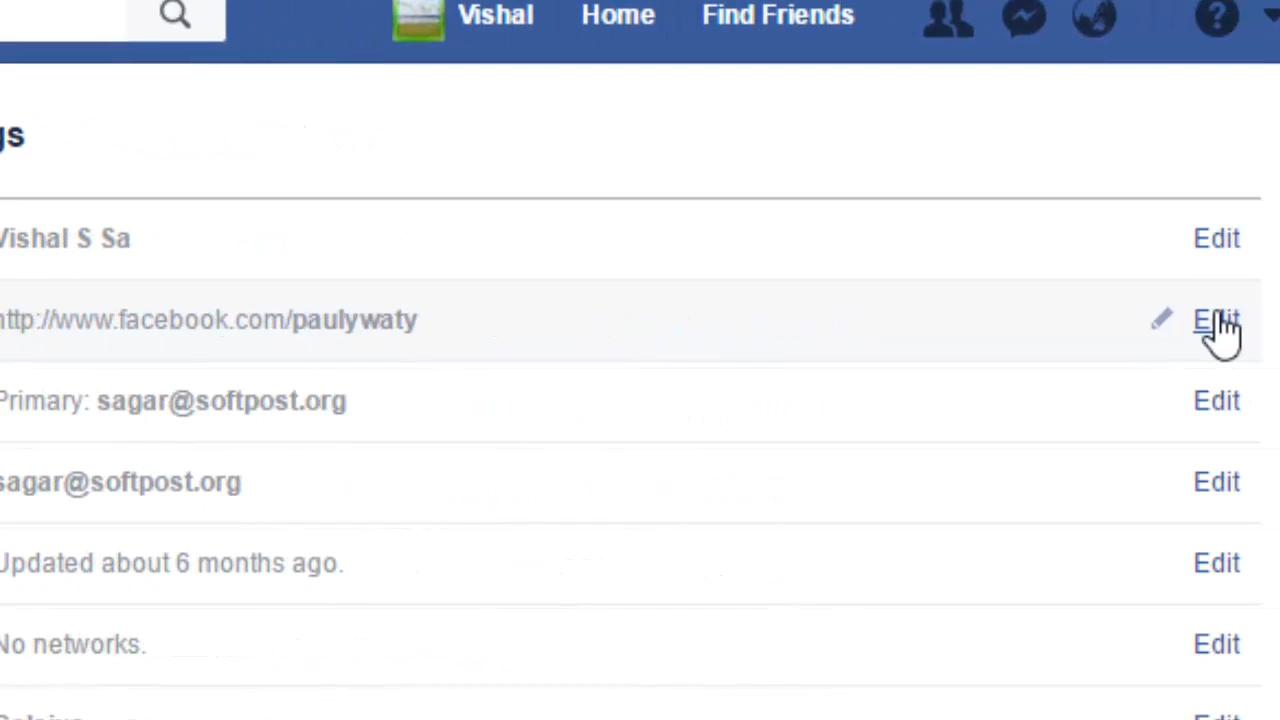 Vishal Home Find Friends
gs
Vishal S Sa Edit
http://www.facebook.com/paulywaty Edit
Primary: sagar@softpost.org Edit
sagar@softpost.org Edit
Updated about 6 months ago. Edit
No networks. Edit